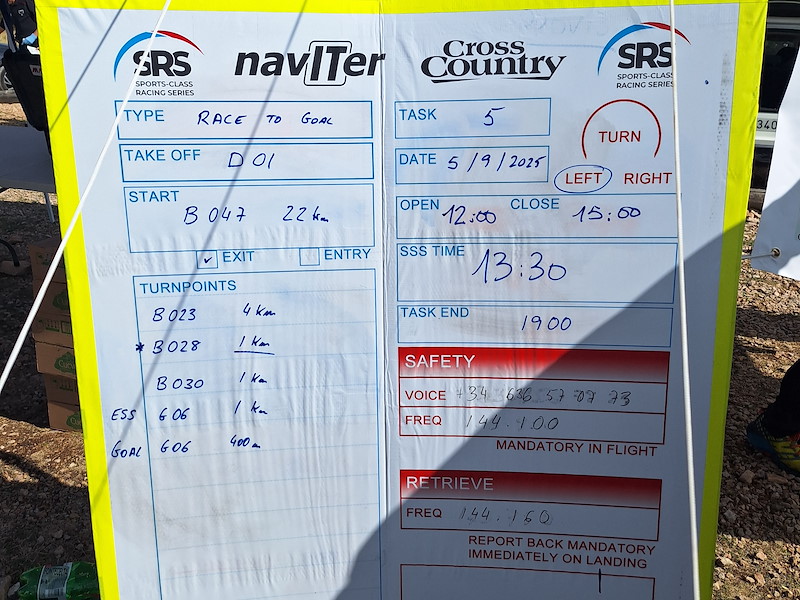 SRS
SPORTS-CLASS
RACING SERIES
navITer
TYPE RACE TO GOAL
TAKE OFF D01
START
B047 22 km
EXIT ENTRY
TURNPOINTS
B023 4 km
* B028 1 km
B030 1 km
ESS G06 1 km
GOAL G06 400m
Cross
Country
SRS
SPORTS-CLASS
RACING SERIES
TASK 5
DATE 5/9/2025
TURN
LEFT RIGHT
OPEN 12:00 CLOSE 15:00
SSS TIME
13:30
TASK END
1900
SAFETY
VOICE +34 636 57 07 73
FREQ 144.100
MANDATORY IN FLIGHT
RETRIEVE
FREQ 144.150
REPORT BACK MANDATORY
IMMEDIATELY ON LANDING